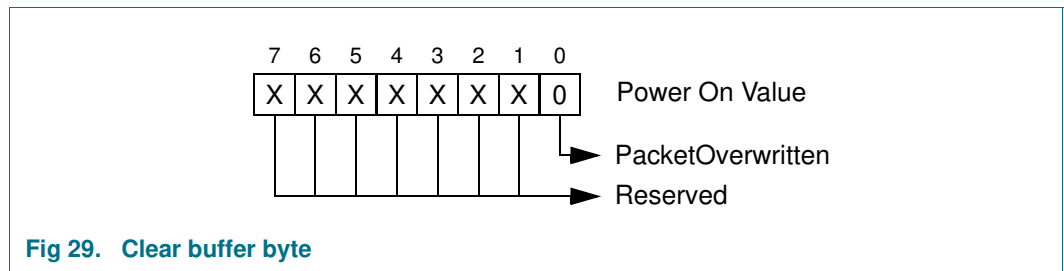 7 6 5 4 3 2 1 0
X X X X X X X 0 Power On Value
PacketOverwritten
Reserved
Fig 29. Clear buffer byte